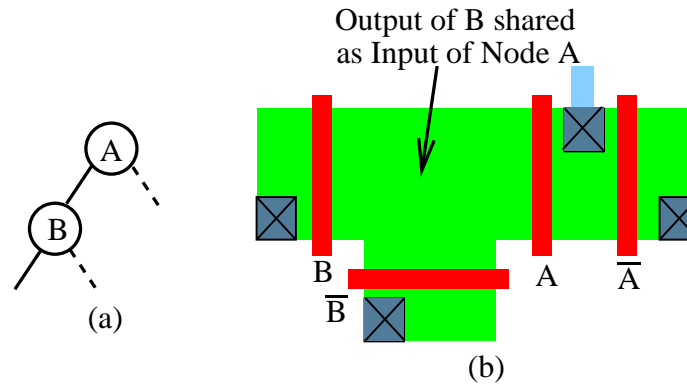 Output of B shared
as Input of Node A
A
B
B
A
A̅
B̅
(a)
(b)